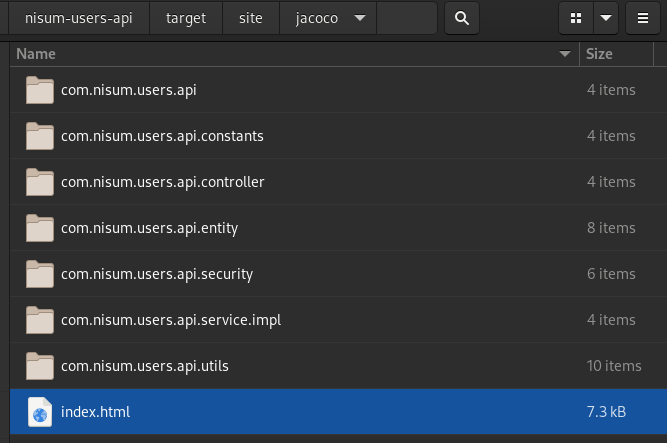 nisum-users-api target site jacoco
Name Size
com.nisum.users.api 4 items
com.nisum.users.api.constants 4 items
com.nisum.users.api.controller 4 items
com.nisum.users.api.entity 8 items
com.nisum.users.api.security 6 items
com.nisum.users.api.service.impl 4 items
com.nisum.users.api.utils 10 items
index.html 7.3 kB